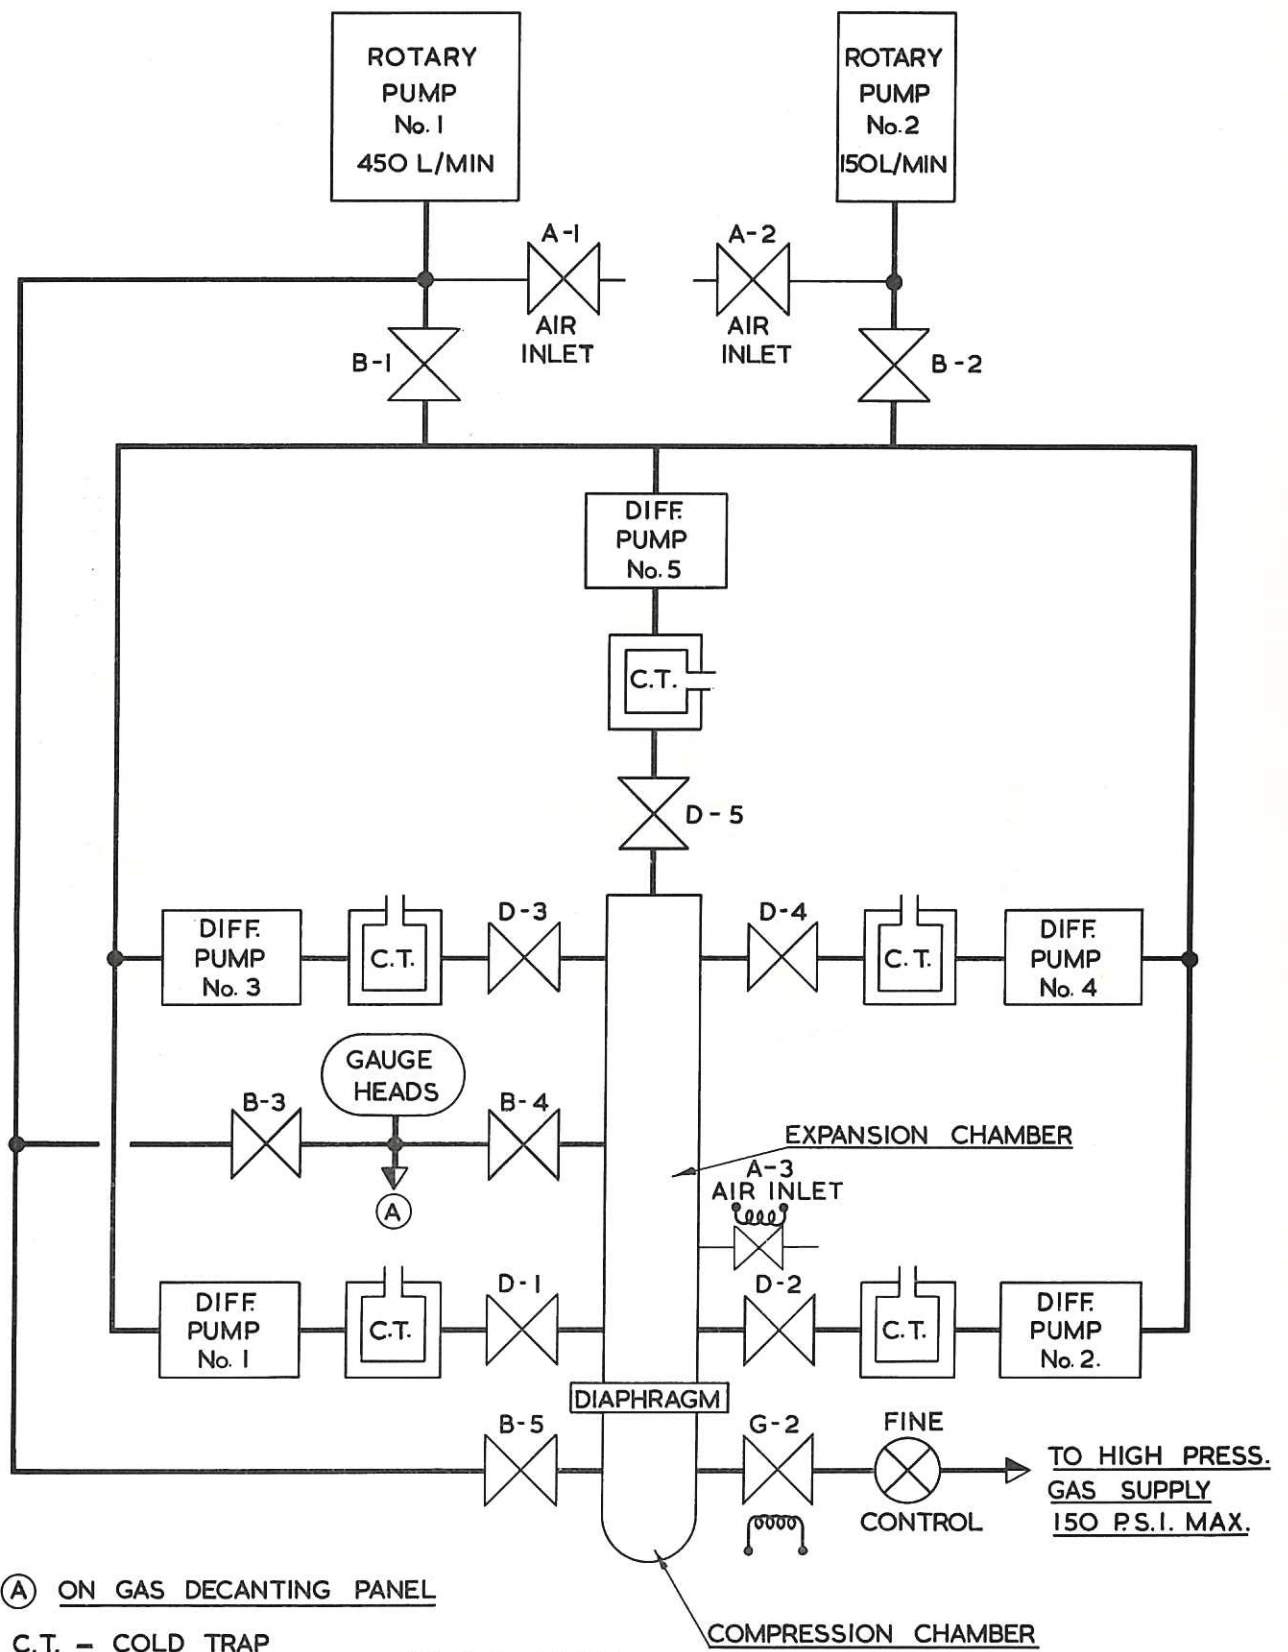 ROTARY
PUMP
No. 1
450 L/MIN
ROTARY
PUMP
No. 2
150 L/MIN
A-1
A-2
AIR
INLET
AIR
INLET
B-1
B-2
DIFF.
PUMP
No. 5
C.T.
D-5
DIFF.
PUMP
No. 3
C.T.
D-3
D-4
C.T.
DIFF.
PUMP
No. 4
GAUGE
HEADS
B-3
B-4
A
EXPANSION CHAMBER
A-3
AIR INLET
DIFF.
PUMP
No. 1
C.T.
D-1
D-2
C.T.
DIFF.
PUMP
No. 2.
DIAPHRAGM
B-5
G-2
FINE
CONTROL
TO HIGH PRESS.
GAS SUPPLY
150 P.S.I. MAX.
A ON GAS DECANTING PANEL
C.T. - COLD TRAP
COMPRESSION CHAMBER